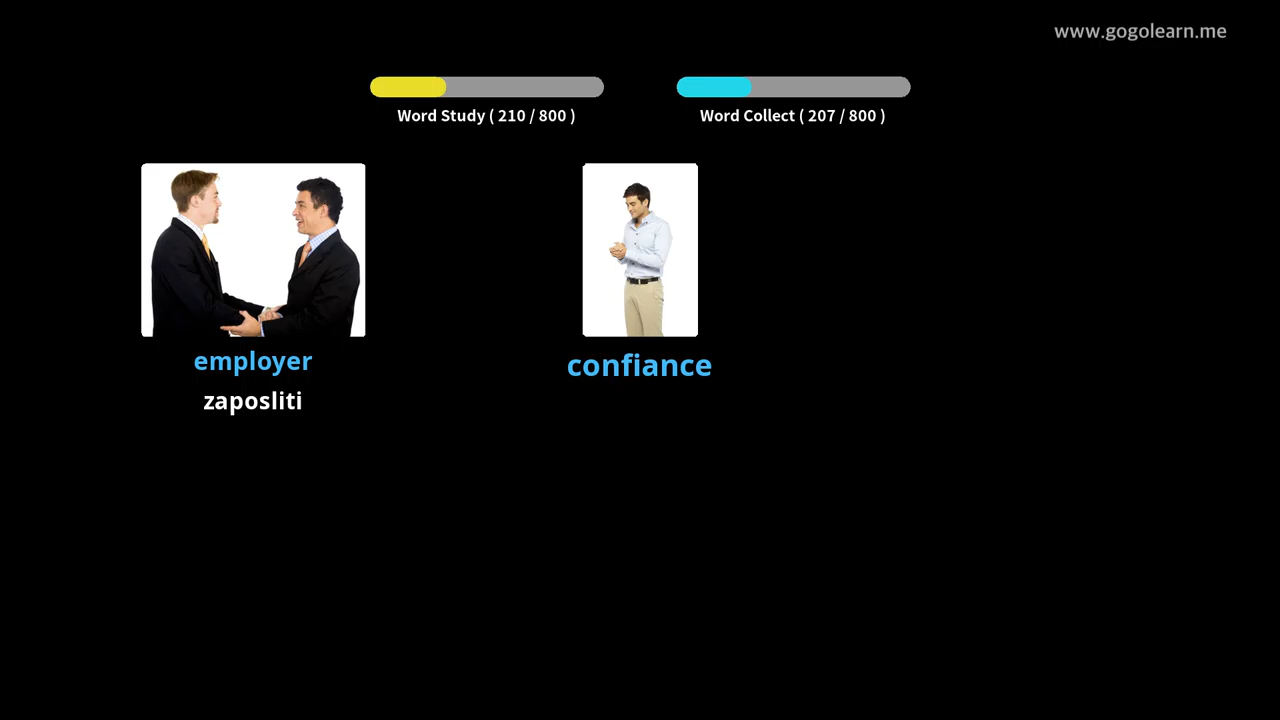 www.gogolearn.me
Word Study ( 210 / 800 )
Word Collect ( 207 / 800 )
employer
zaposliti
confiance